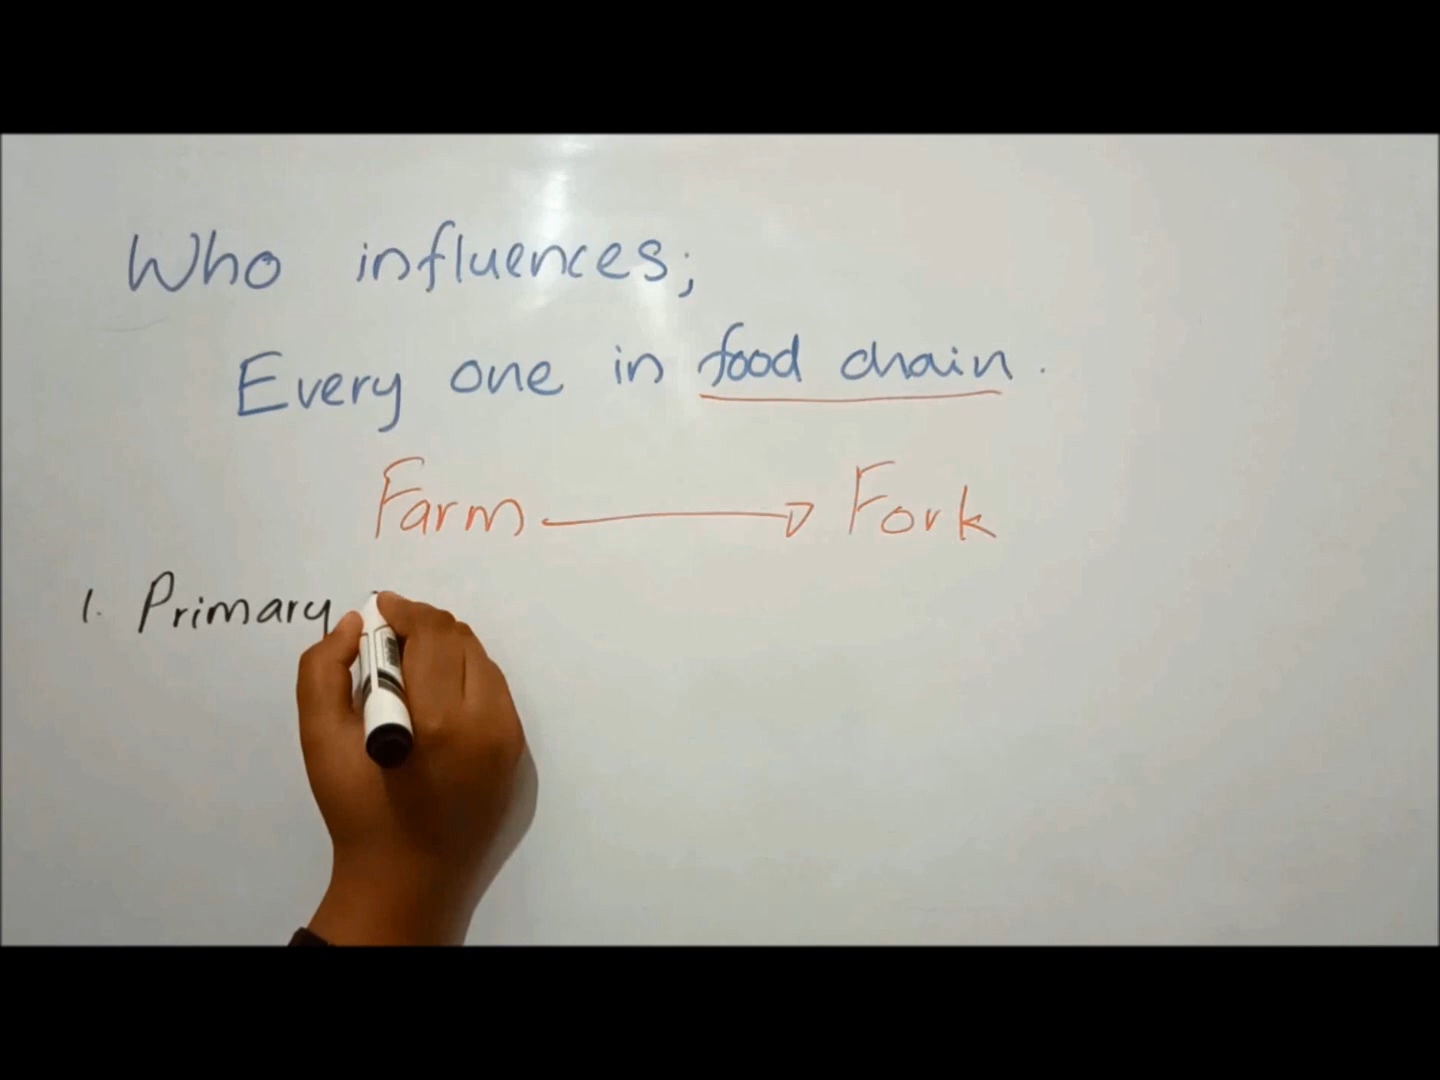 Who influences;
Every one in food chain.
Farm → Fork
1. Primary